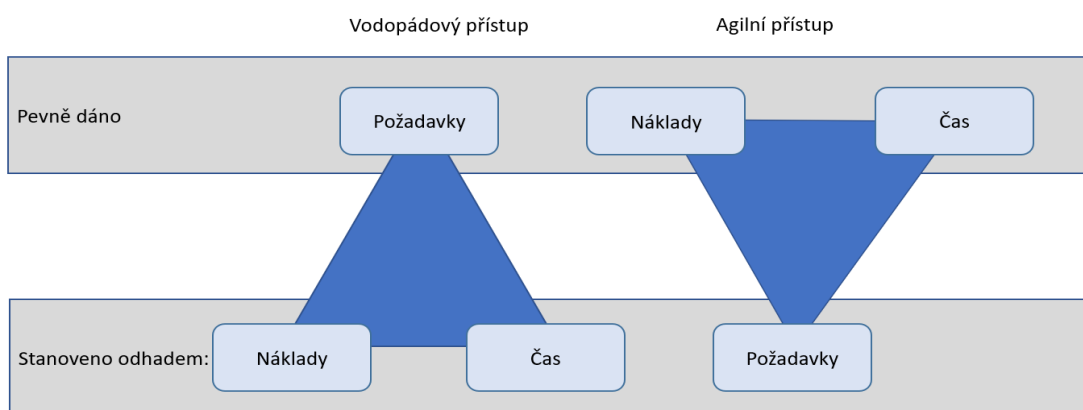 Vodopádový přístup
Agilní přístup
Pevně dáno
Požadavky
Náklady
Čas
Stanoveno odhadem:
Náklady
Čas
Požadavky